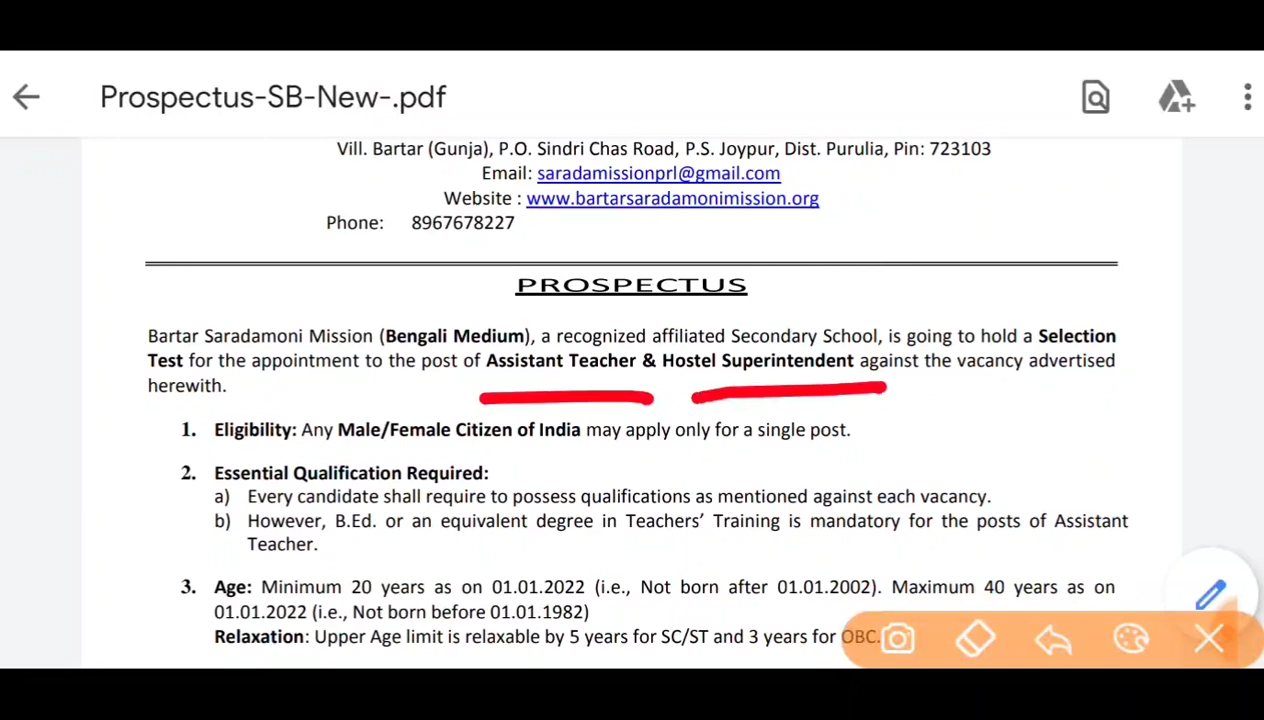 Prospectus-SB-New-.pdf
Vill. Bartar (Gunja), P.O. Sindri Chas Road, P.S. Joypur, Dist. Purulia, Pin: 723103
Email: saradamissionprl@gmail.com
Website : www.bartarsaradamonimission.org
Phone: 8967678227
PROSPECTUS
Bartar Saradamoni Mission (Bengali Medium), a recognized affiliated Secondary School, is going to hold a Selection
Test for the appointment to the post of Assistant Teacher & Hostel Superintendent against the vacancy advertised
herewith.
1. Eligibility: Any Male/Female Citizen of India may apply only for a single post.
2. Essential Qualification Required:
a) Every candidate shall require to possess qualifications as mentioned against each vacancy.
b) However, B.Ed. or an equivalent degree in Teachers’ Training is mandatory for the posts of Assistant
Teacher.
3. Age: Minimum 20 years as on 01.01.2022 (i.e., Not born after 01.01.2002). Maximum 40 years as on
01.01.2022 (i.e., Not born before 01.01.1982)
Relaxation: Upper Age limit is relaxable by 5 years for SC/ST and 3 years for OBC.